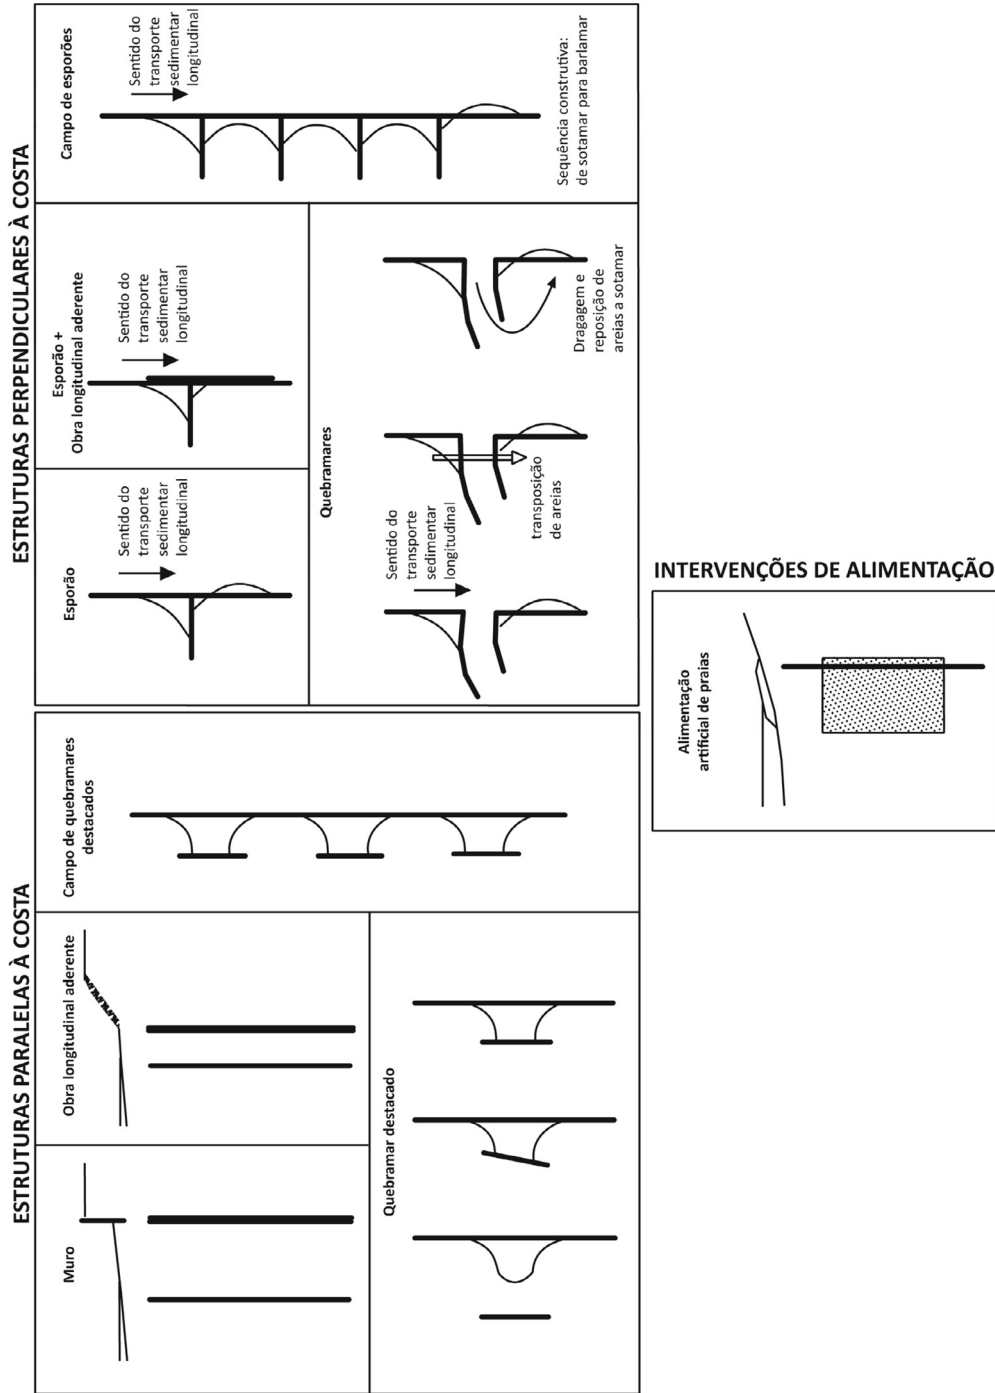 ESTRUTURAS PARALELAS À COSTA
Muro
Obra longitudinal aderente
Campo de quebramares
destacados
Quebramar destacado
ESTRUTURAS PERPENDICULARES À COSTA
Esporão
Sentido do
transporte
sedimentar
longitudinal
Esporão +
Obra longitudinal aderente
Sentido do
transporte
sedimentar
longitudinal
Campo de esporões
Sentido do
transporte
sedimentar
longitudinal
Sequência construtiva:
de sotamar para barlamar
Quebramares
Sentido do
transporte
sedimentar
longitudinal
transposição
de areias
Dragagem e
reposição de
areias a sotamar
INTERVENÇÕES DE ALIMENTAÇÃO
Alimentação
artificial de praias